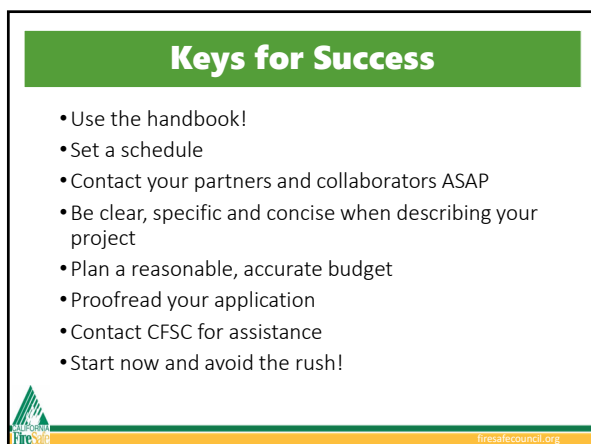 Keys for Success
• Use the handbook!
• Set a schedule
• Contact your partners and collaborators ASAP
• Be clear, specific and concise when describing your
project
• Plan a reasonable, accurate budget
• Proofread your application
• Contact CFSC for assistance
• Start now and avoid the rush!
CALIFORNIA
FireSafe
firesafecouncil.org